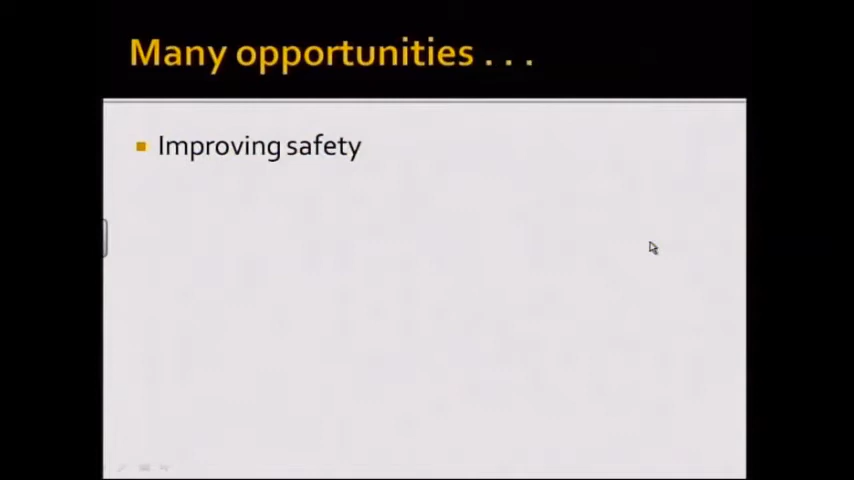 Many opportunities . . .
Improving safety